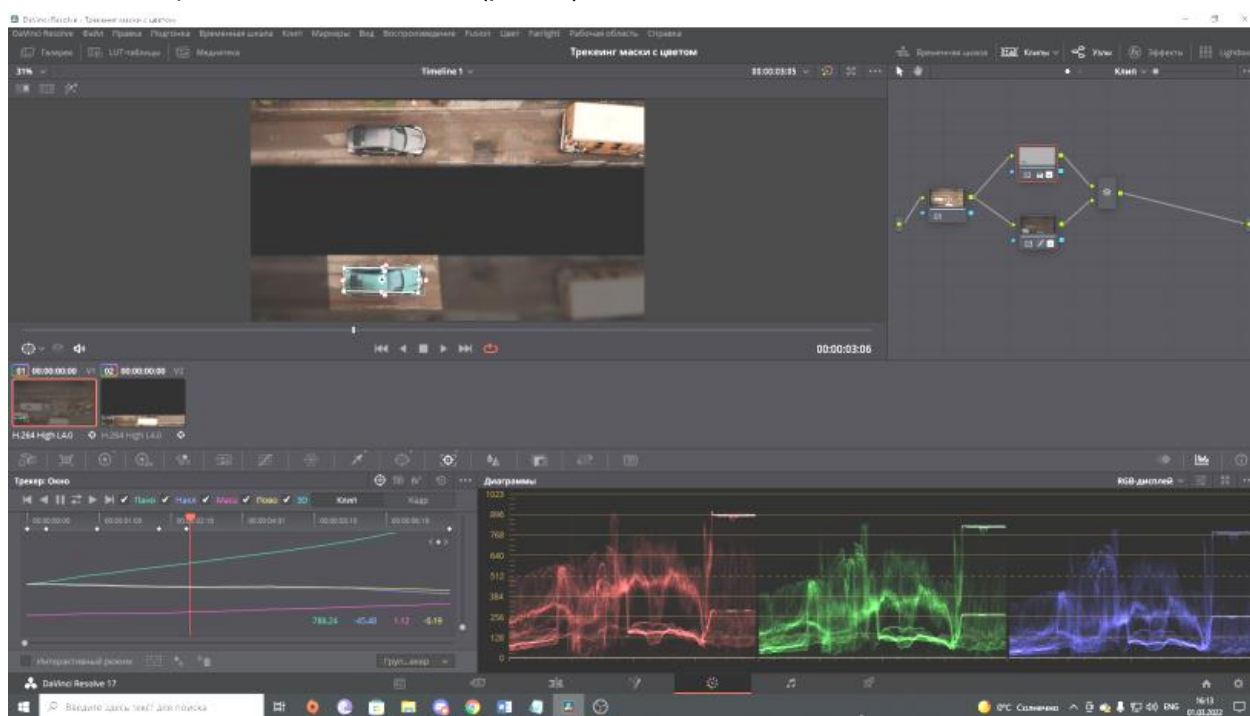 DaVinci Resolve - Трекинг маски с цветом
DaVinci Resolve Файл Правка Подгонка Временная шкала Клип Маркеры Вид Воспроизведение Fusion Цвет Fairlight Рабочая область Справка
Галерея LUT-таблицы Медиатека Трекеинг маски с цветом Временная шкала Клипы Узлы Эффекты Lightbox
31% Timeline 1 00:00:03:05 Клип
01
02
03
00:00:03:06
01 00:00:00:00 V1 02 00:00:00:00 V2
H.264 High L4.0 H.264 High L4.0
Трекер: Окно Диаграммы RGB-дисплей
3D Клип Кадр
1023
896
768
640
512
384
256
128
0
788.24 -45.48 1.12 -6.19
Интерактивный режим
DaVinci Resolve 17
Введите здесь текст для поиска
0°C Солнечно ENG 16:13
01.03.2022